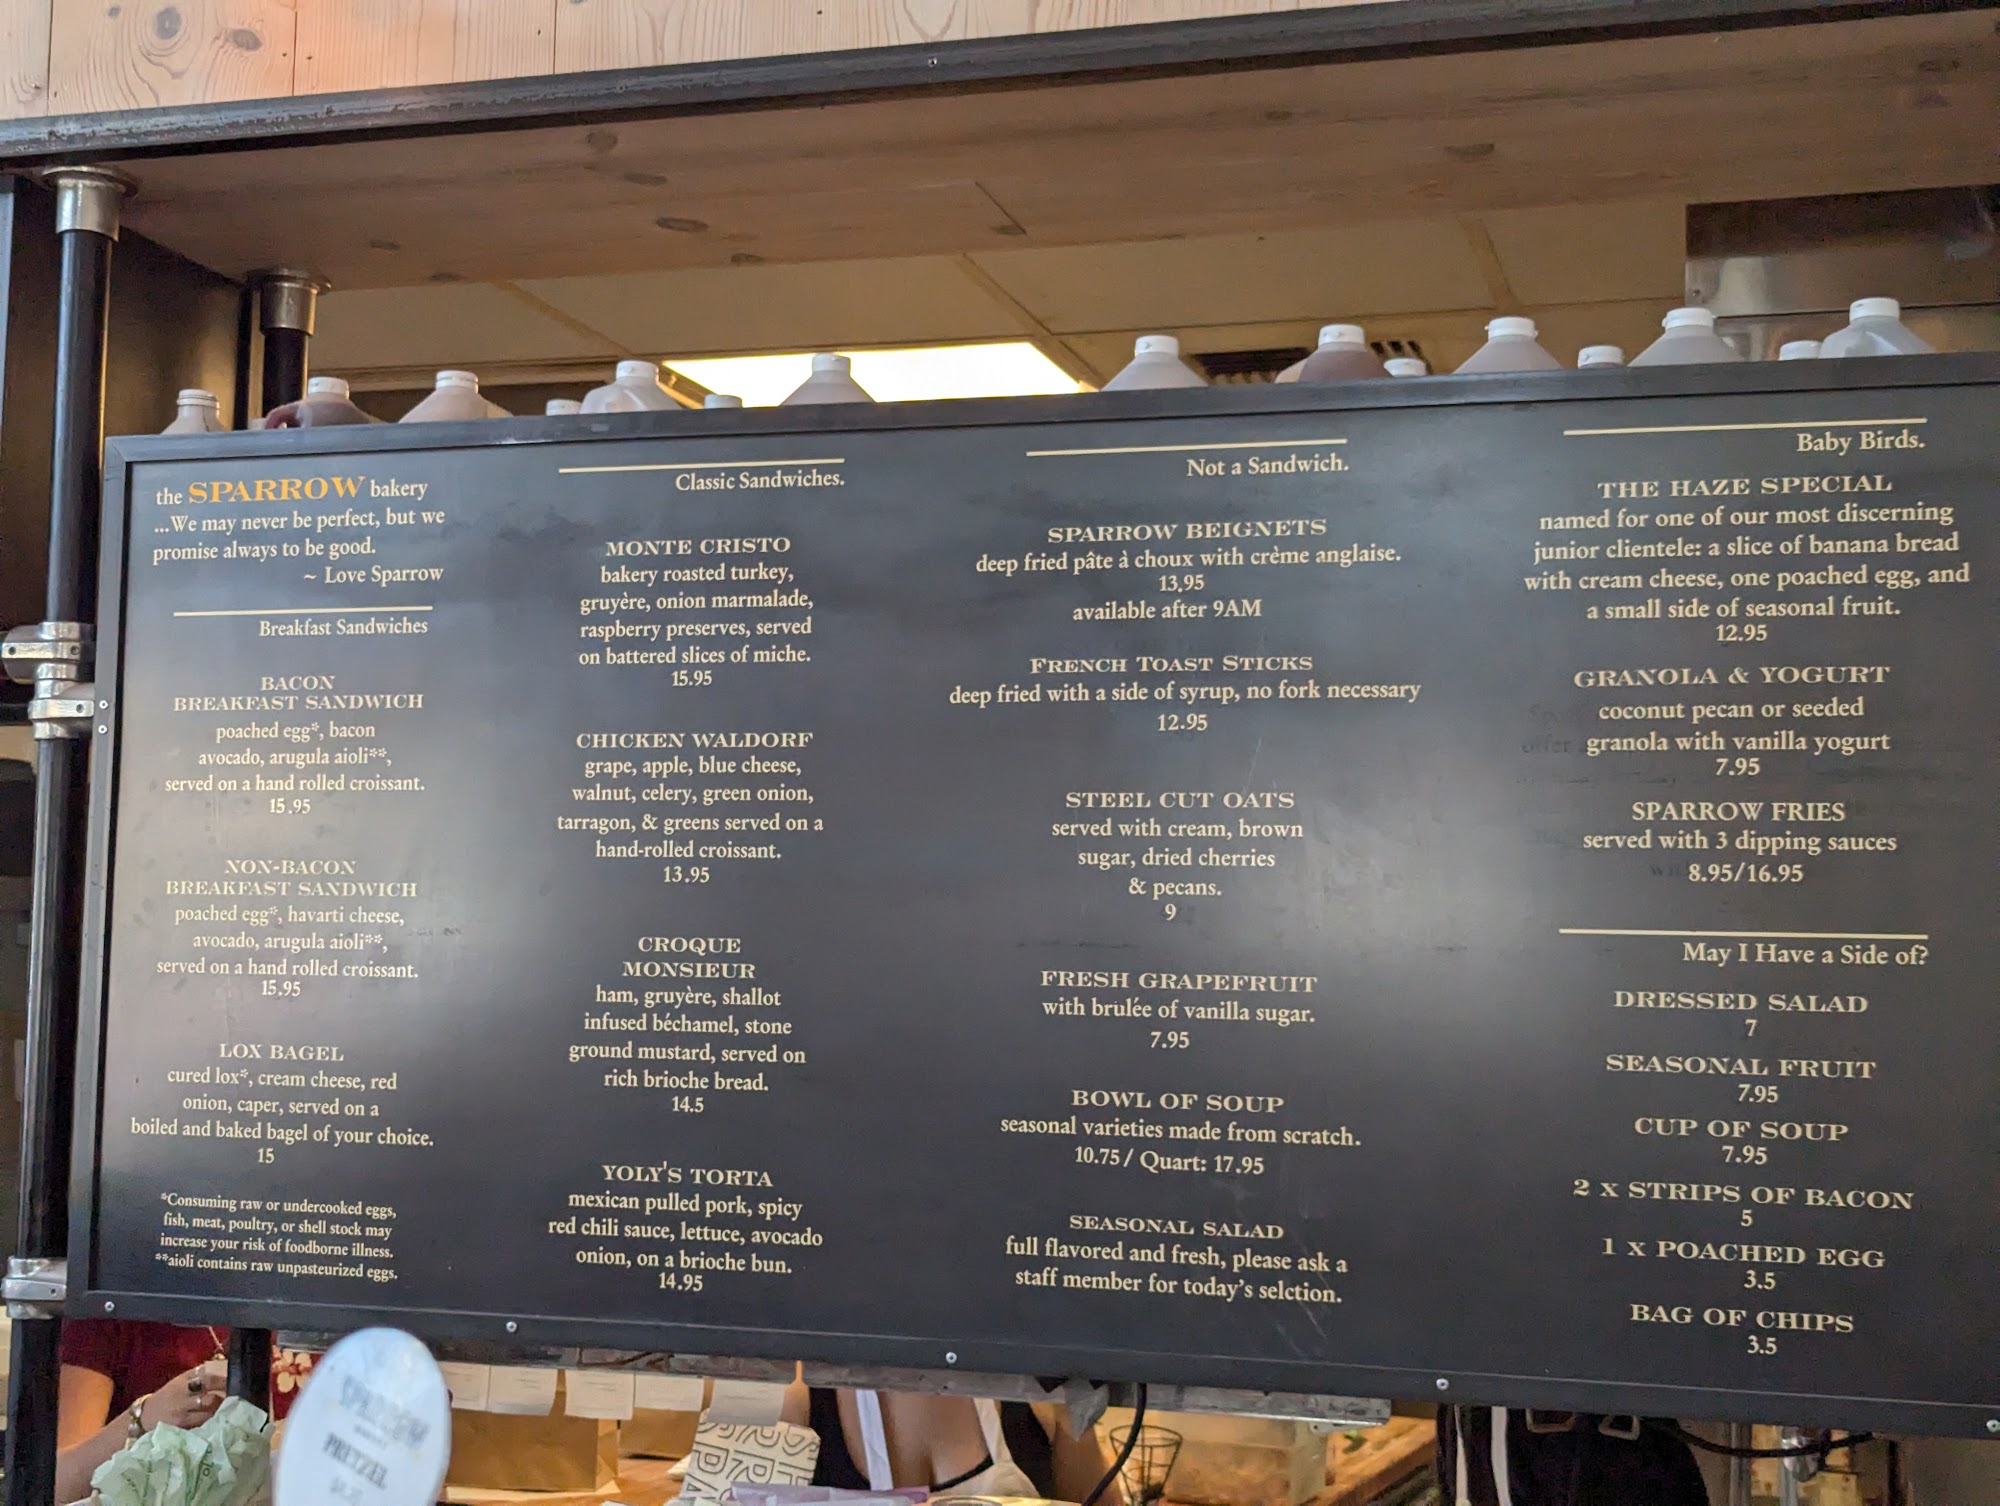 the SPARROW bakery
...We may never be perfect, but we
promise always to be good.
~ Love Sparrow
Breakfast Sandwiches
BACON
BREAKFAST SANDWICH
poached egg*, bacon
avocado, arugula aioli**,
served on a hand rolled croissant.
15.95
NON-BACON
BREAKFAST SANDWICH
poached egg*, havarti cheese,
avocado, arugula aioli**,
served on a hand rolled croissant.
15.95
LOX BAGEL
cured lox*, cream cheese, red
onion, caper, served on a
boiled and baked bagel of your choice.
15
*Consuming raw or undercooked eggs,
fish, meat, poultry, or shell stock may
increase your risk of foodborne illness.
**aioli contains raw unpasteurized eggs.
Classic Sandwiches.
MONTE CRISTO
bakery roasted turkey,
gruyère, onion marmalade,
raspberry preserves, served
on battered slices of miche.
15.95
CHICKEN WALDORF
grape, apple, blue cheese,
walnut, celery, green onion,
tarragon, & greens served on a
hand-rolled croissant.
13.95
CROQUE
MONSIEUR
ham, gruyère, shallot
infused béchamel, stone
ground mustard, served on
rich brioche bread.
14.5
YOLY'S TORTA
mexican pulled pork, spicy
red chili sauce, lettuce, avocado
onion, on a brioche bun.
14.95
Not a Sandwich.
SPARROW BEIGNETS
deep fried pâte à choux with crème anglaise.
13,95
available after 9AM
FRENCH TOAST STICKS
deep fried with a side of syrup, no fork necessary
12.95
STEEL CUT OATS
served with cream, brown
sugar, dried cherries
& pecans.
9
FRESH GRAPEFRUIT
with brulée of vanilla sugar.
7.95
BOWL OF SOUP
seasonal varieties made from scratch.
10.75 / Quart: 17.95
SEASONAL SALAD
full flavored and fresh, please ask a
staff member for today's selction.
Baby Birds.
THE HAZE SPECIAL
named for one of our most discerning
junior clientele: a slice of banana bread
with cream cheese, one poached egg, and
a small side of seasonal fruit.
12.95
GRANOLA & YOGURT
coconut pecan or seeded
granola with vanilla yogurt
7.95
SPARROW FRIES
served with 3 dipping sauces
8.95/16.95
May I Have a Side of?
DRESSED SALAD
7
SEASONAL FRUIT
7.95
CUP OF SOUP
7.95
2 X STRIPS OF BACON
5
1 X POACHED EGG
3.5
BAG OF CHIPS
3.5
SPARROW
PRETZEL